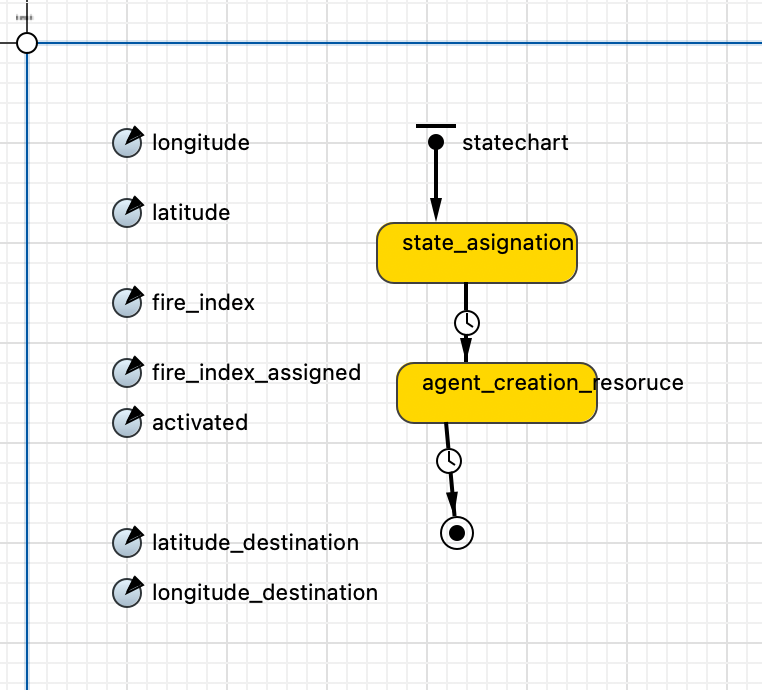 longitude
statechart
latitude
state_asignation
fire_index
fire_index_assigned
agent_creation_resoruce
activated
latitude_destination
longitude_destination